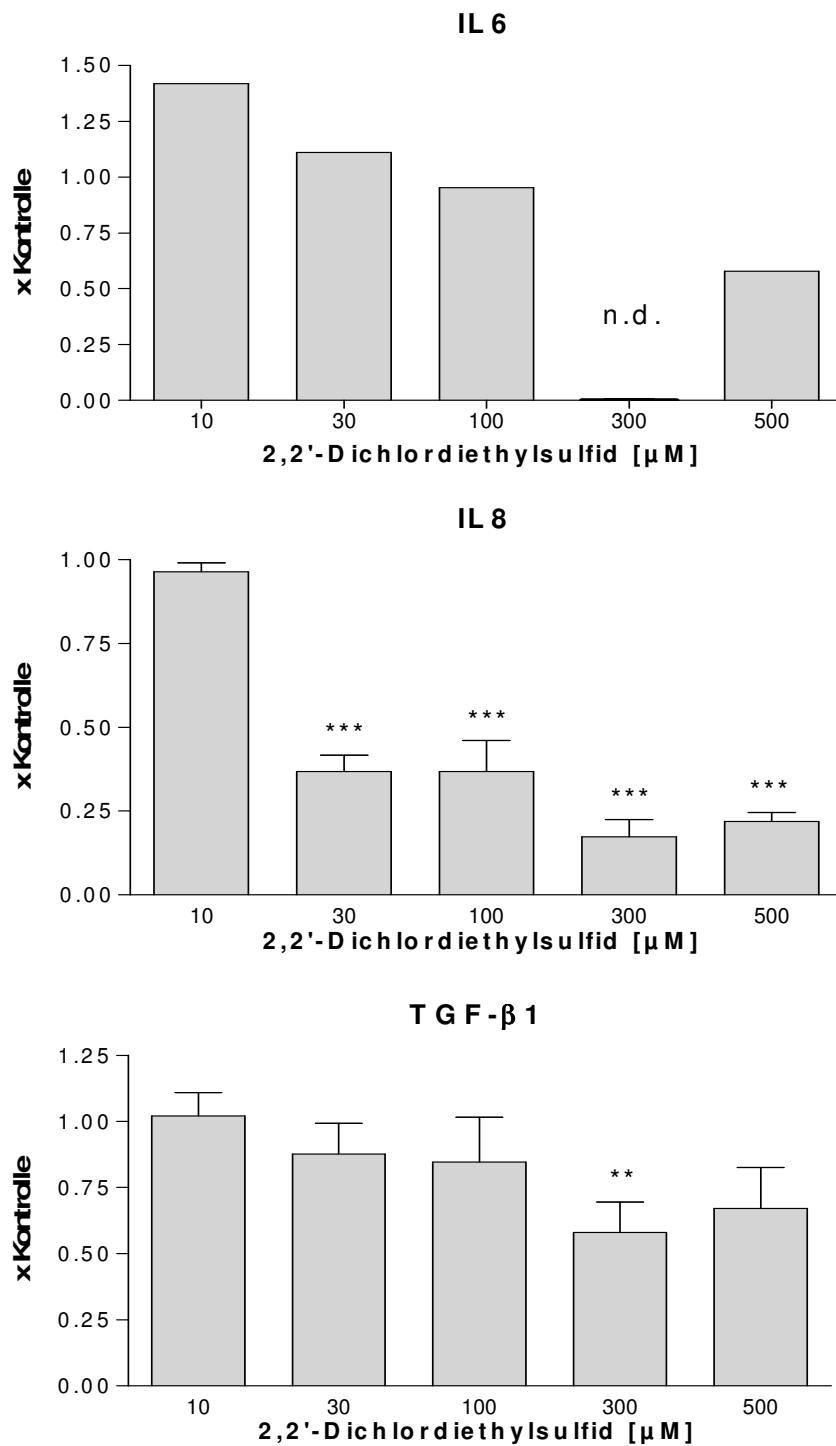 IL 6
1.50
1.25
1.00
0.75
0.50
0.25
0.00
x Kontrolle
n.d.
10 30 100 300 500
2,2'-Dichlordiethylsulfid [µM]
IL 8
1.00
0.75
0.50
0.25
0.00
x Kontrolle
*** *** *** ***
10 30 100 300 500
2,2'-Dichlordiethylsulfid [µM]
TGF-β1
1.25
1.00
0.75
0.50
0.25
0.00
x Kontrolle
**
10 30 100 300 500
2,2'-Dichlordiethylsulfid [µM]